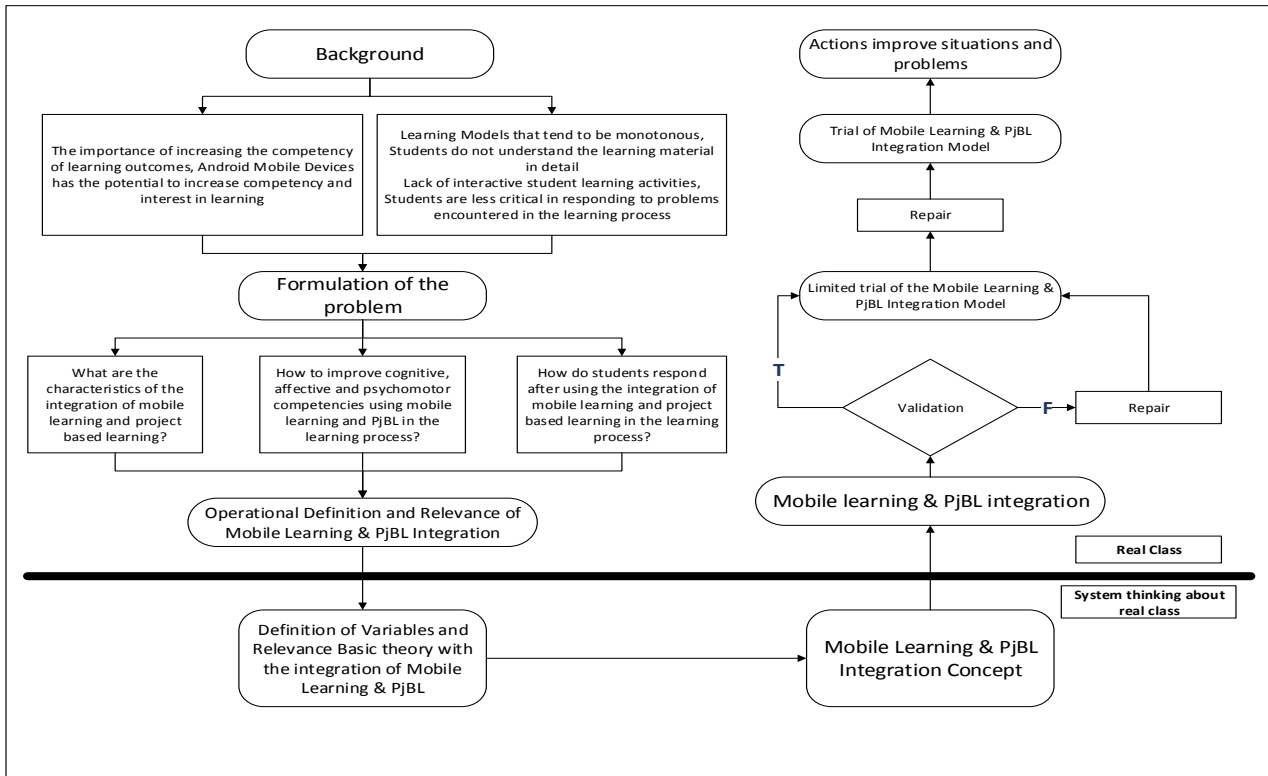 Background
The importance of increasing the competency
of learning outcomes, Android Mobile Devices
has the potential to increase competency and
interest in learning
Learning Models that tend to be monotonous,
Students do not understand the learning material
in detail
Lack of interactive student learning activities,
Students are less critical in responding to problems
encountered in the learning process
Formulation of the
problem
What are the
characteristics of the
integration of mobile
learning and project
based learning?
How to improve cognitive,
affective and psychomotor
competencies using mobile
learning and PjBL in the
learning process?
How do students respond
after using the integration of
mobile learning and project
based learning in the learning
process?
Operational Definition and Relevance of
Mobile Learning & PjBL Integration
Definition of Variables and
Relevance Basic theory with
the integration of Mobile
Learning & PjBL
Mobile Learning & PjBL
Integration Concept
System thinking about
real class
Real Class
Mobile learning & PjBL integration
Validation
T
F
Repair
Limited trial of the Mobile Learning &
PjBL Integration Model
Repair
Trial of Mobile Learning & PjBL
Integration Model
Actions improve situations and
problems